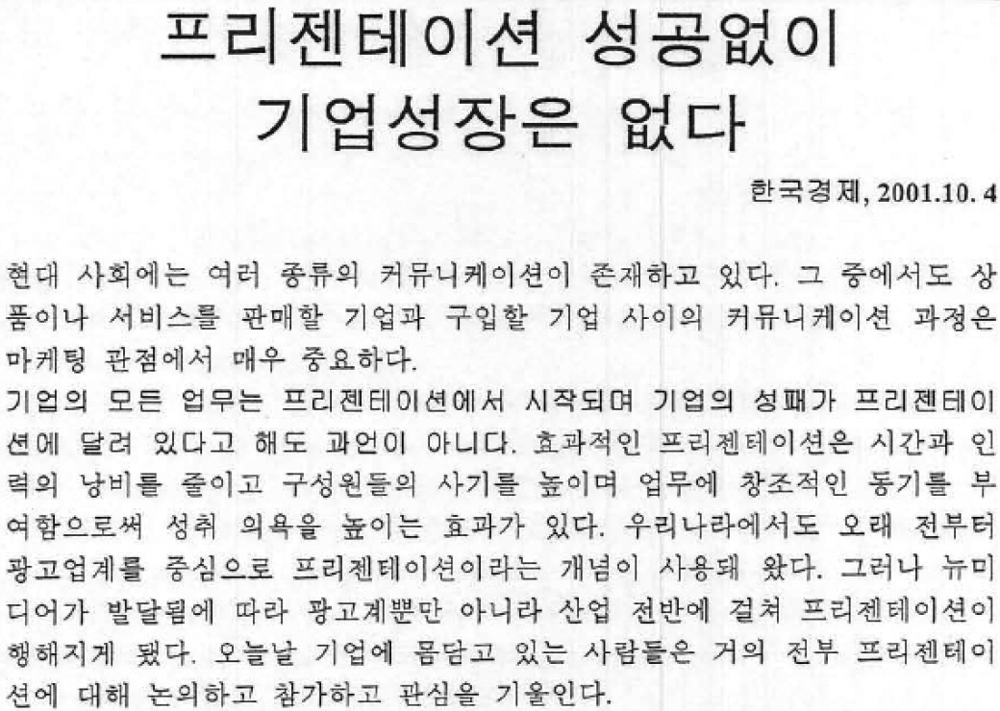 프리젠테이션 성공없이
기업성장은 없다
한국경제, 2001.10. 4
현대 사회에는 여러 종류의 커뮤니케이션이 존재하고 있다. 그 중에서도 상
품이나 서비스를 판매할 기업과 구입할 기업 사이의 커뮤니케이션 과정은
마케팅 관점에서 매우 중요하다.
기업의 모든 업무는 프리젠테이션에서 시작되며 기업의 성패가 프리젠테이
션에 달려 있다고 해도 과언이 아니다. 효과적인 프리젠테이션은 시간과 인
력의 낭비를 줄이고 구성원들의 사기를 높이며 업무에 창조적인 동기를 부
여함으로써 성취 의욕을 높이는 효과가 있다. 우리나라에서도 오래 전부터
광고업계를 중심으로 프리젠테이션이라는 개념이 사용돼 왔다. 그러나 뉴미
디어가 발달됨에 따라 광고계뿐만 아니라 산업 전반에 걸쳐 프리젠테이션이
행해지게 됐다. 오늘날 기업에 몸담고 있는 사람들은 거의 전부 프리젠테이
션에 대해 논의하고 참가하고 관심을 기울인다.